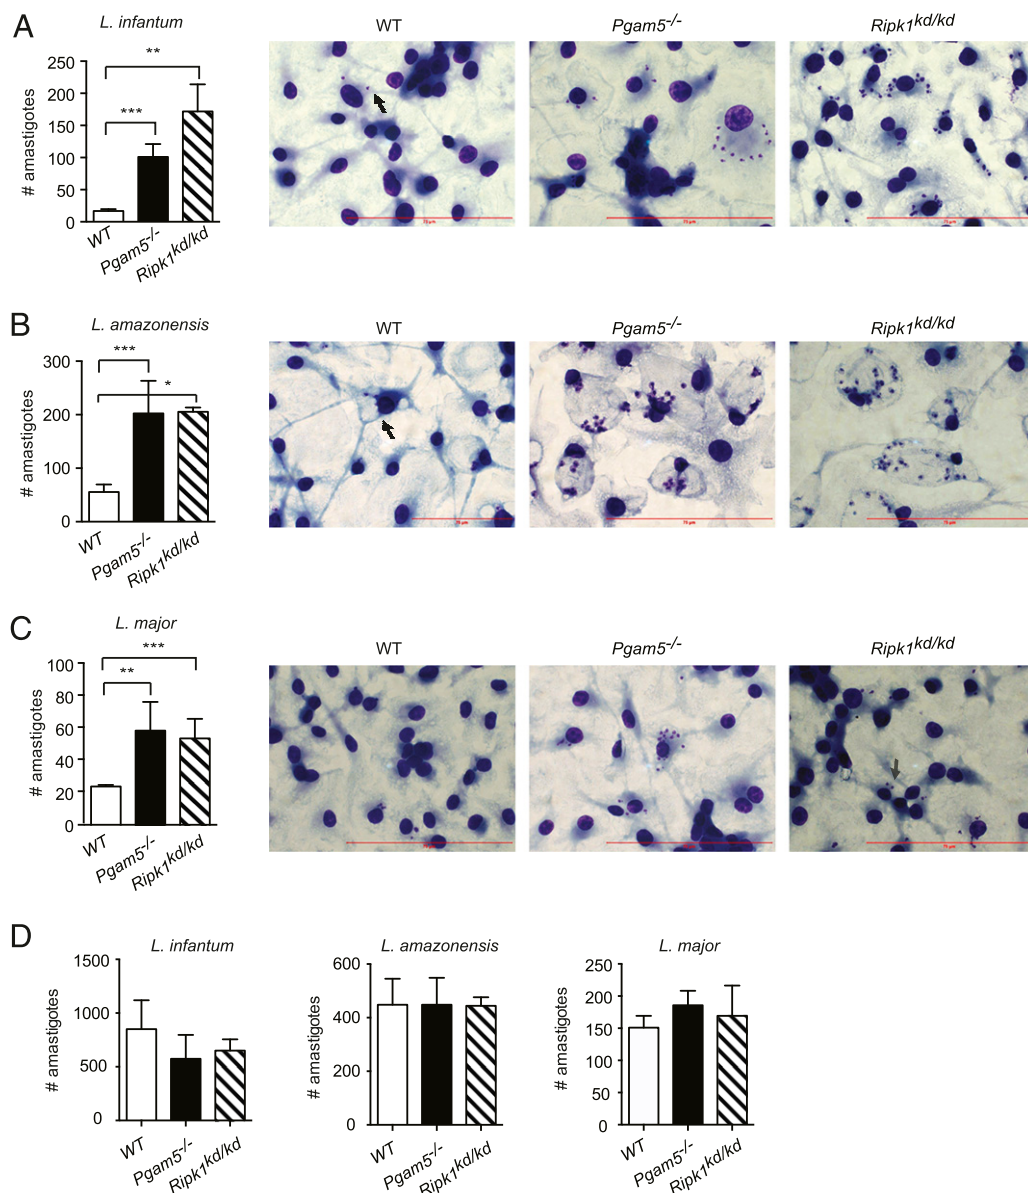 A
L. infantum
WT
Pgam5-/-
Ripk1kd/kd
# amastigotes
250
200
150
100
50
0
**
***
WT
Pgam5-/-
Ripk1kd/kd
B
L. amazonensis
WT
Pgam5-/-
Ripk1kd/kd
# amastigotes
300
200
100
0
***
*
WT
Pgam5-/-
Ripk1kd/kd
C
L. major
WT
Pgam5-/-
Ripk1kd/kd
# amastigotes
100
80
60
40
20
0
***
**
WT
Pgam5-/-
Ripk1kd/kd
D
L. infantum
# amastigotes
1500
1000
500
0
WT
Pgam5-/-
Ripk1kd/kd
L. amazonensis
# amastigotes
600
400
200
0
WT
Pgam5-/-
Ripk1kd/kd
L. major
# amastigotes
250
200
150
100
50
0
WT
Pgam5-/-
Ripk1kd/kd